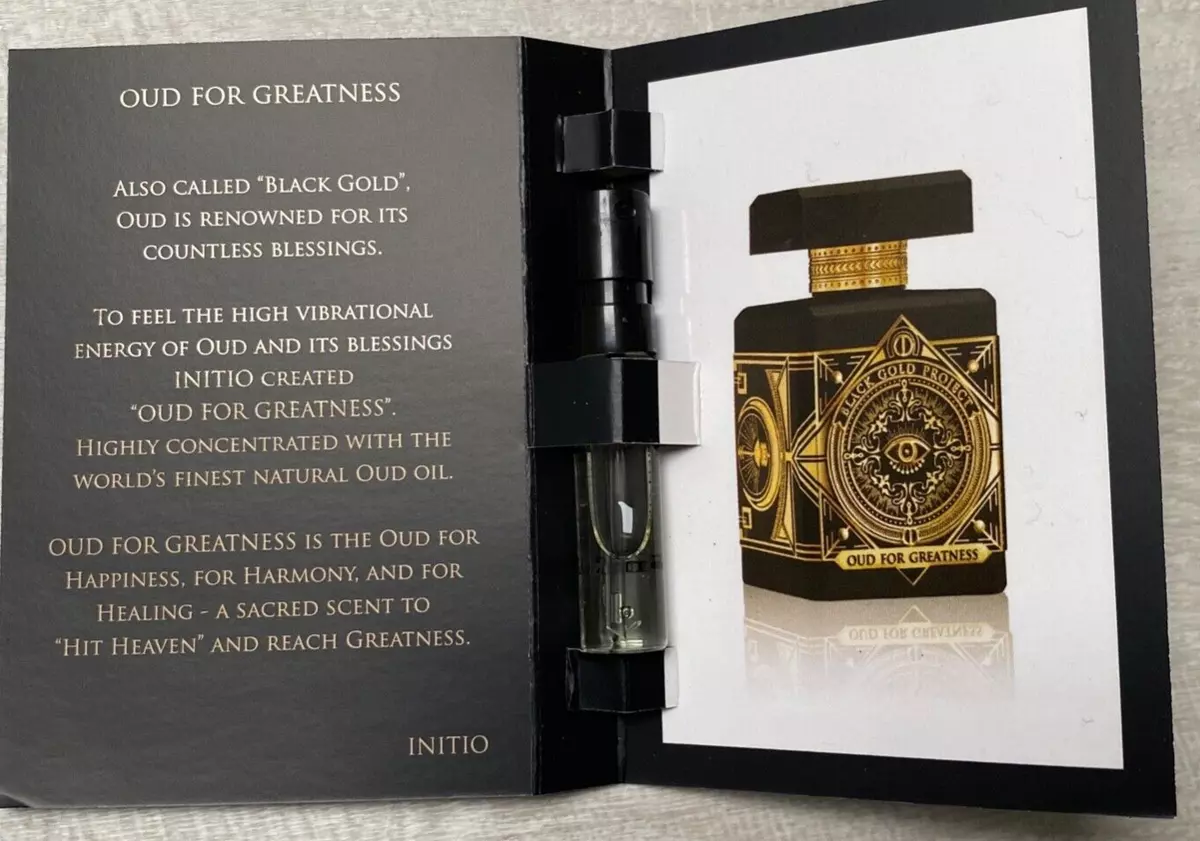 OUD FOR GREATNESS
ALSO CALLED “BLACK GOLD”,
OUD IS RENOWNED FOR ITS
COUNTLESS BLESSINGS.
TO FEEL THE HIGH VIBRATIONAL
ENERGY OF OUD AND ITS BLESSINGS
INITIO CREATED
“OUD FOR GREATNESS”.
HIGHLY CONCENTRATED WITH THE
WORLD’S FINEST NATURAL OUD OIL.
OUD FOR GREATNESS IS THE OUD FOR
HAPPINESS, FOR HARMONY, AND FOR
HEALING - A SACRED SCENT TO
“HIT HEAVEN” AND REACH GREATNESS.
INITIO
BLACK GOLD PROJECT
OUD FOR GREATNESS